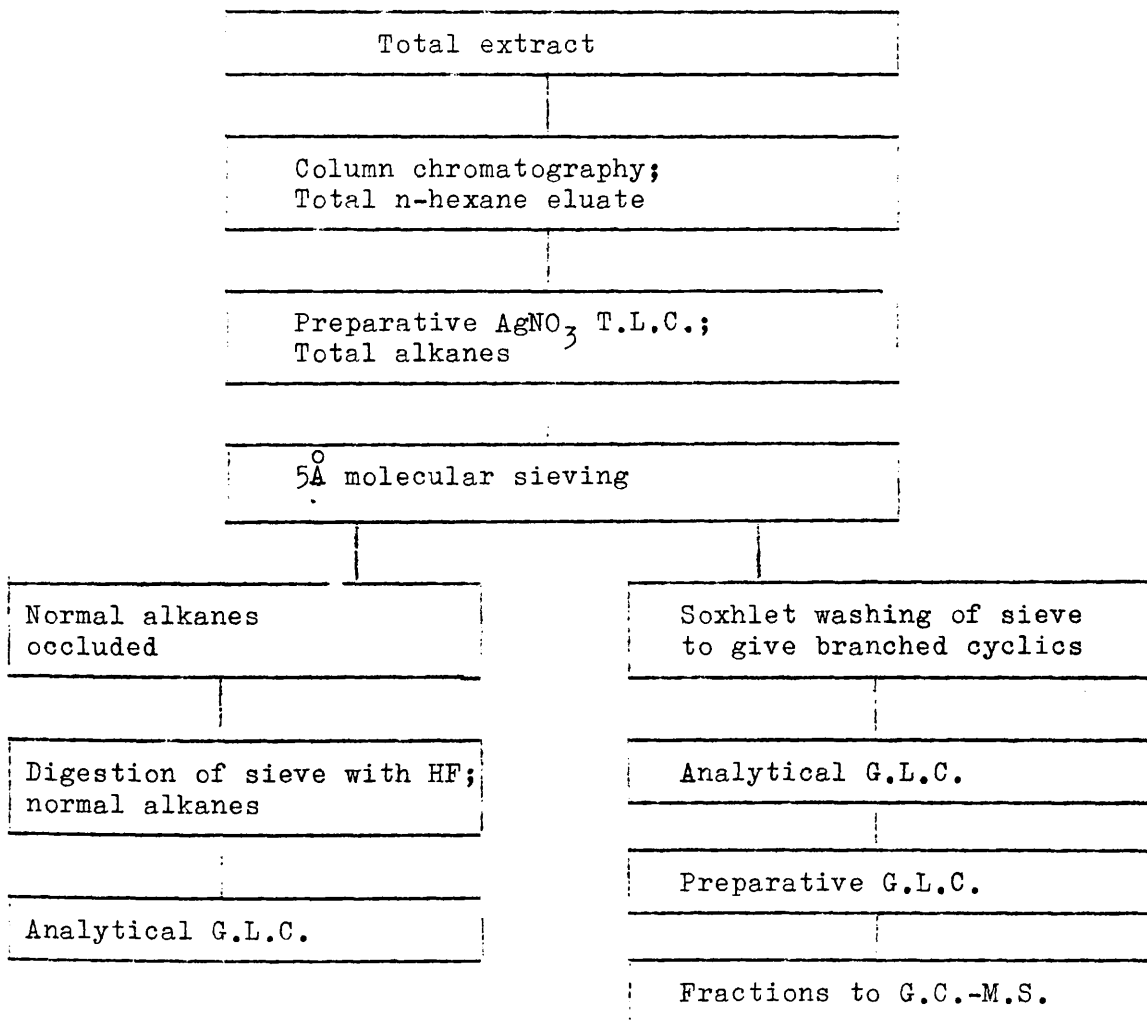 Total extract
Column chromatography;
Total n-hexane eluate
Preparative AgNO3 T.L.C.;
Total alkanes
5Å molecular sieving
Normal alkanes
occluded
Digestion of sieve with HF;
normal alkanes
Analytical G.L.C.
Soxhlet washing of sieve
to give branched cyclics
Analytical G.L.C.
Preparative G.L.C.
Fractions to G.C.-M.S.